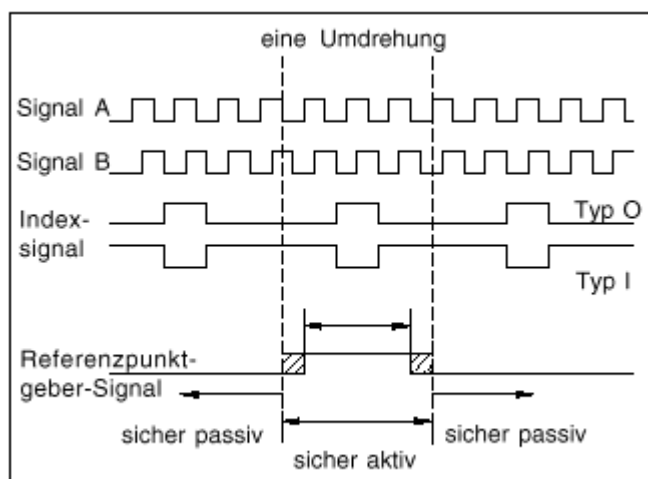 eine Umdrehung
Signal A
Signal B
Index-
signal
Typ O
Typ I
Referenzpunkt-
geber-Signal
sicher passiv
sicher aktiv
sicher passiv